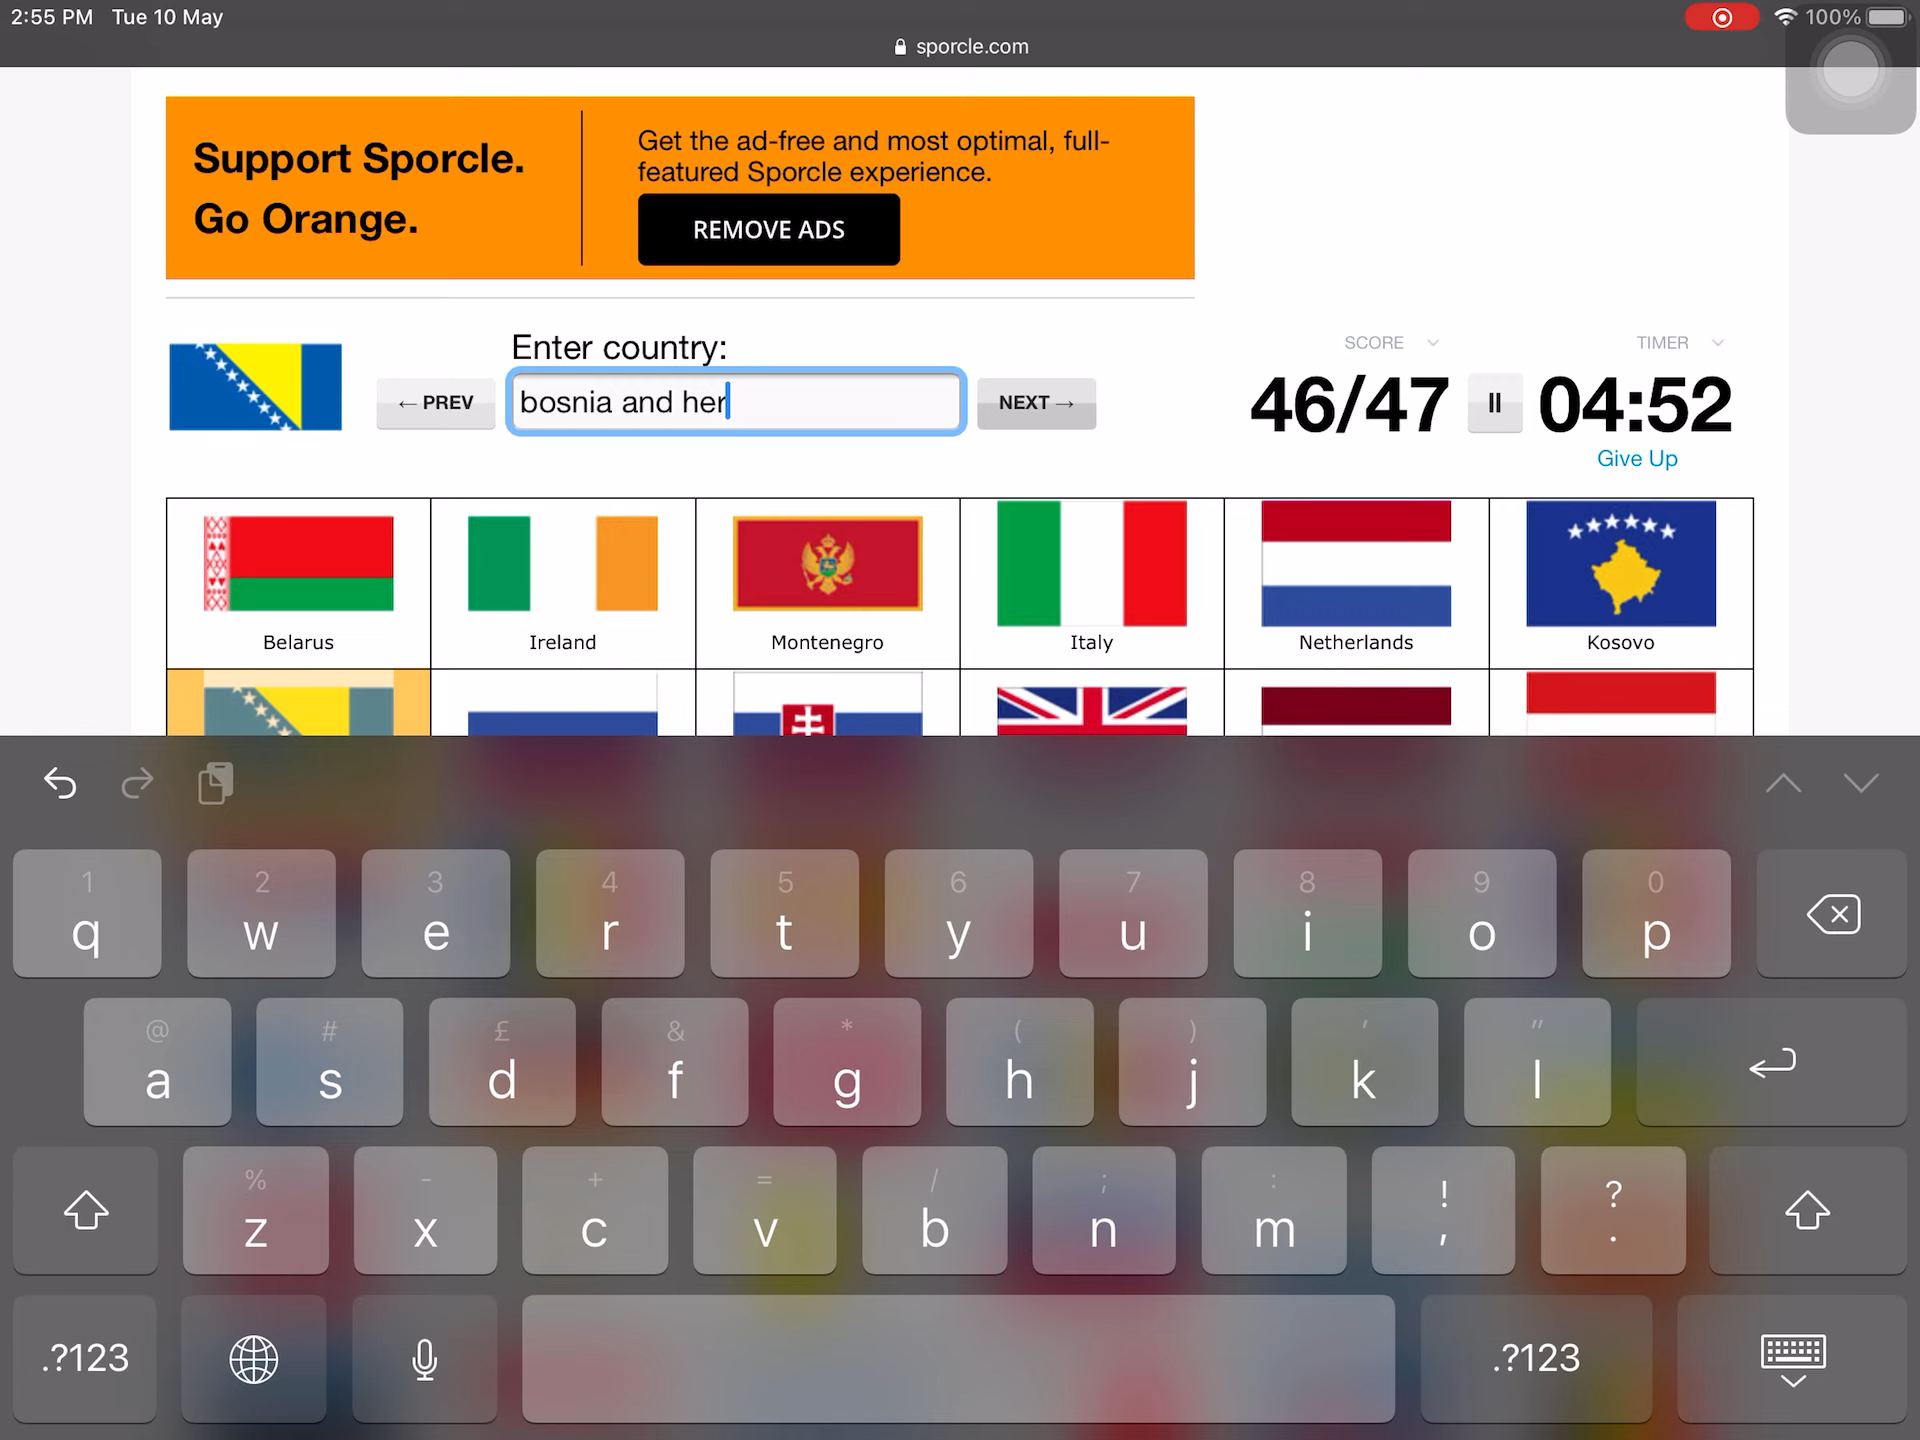 2:55 PM Tue 10 May
100%
sporcle.com
Support Sporcle.
Go Orange.
Get the ad-free and most optimal, full-
featured Sporcle experience.
REMOVE ADS
Enter country:
← PREV
bosnia and her
NEXT →
SCORE
46/47
TIMER
04:52
Give Up
Belarus
Ireland
Montenegro
Italy
Netherlands
Kosovo
1 2 3 4 5 6 7 8 9 0
q w e r t y u i o p
@ # £ & * ( ) ' "
a s d f g h j k l
% - + = / ; : ! ?
z x c v b n m , .
.?123
.?123